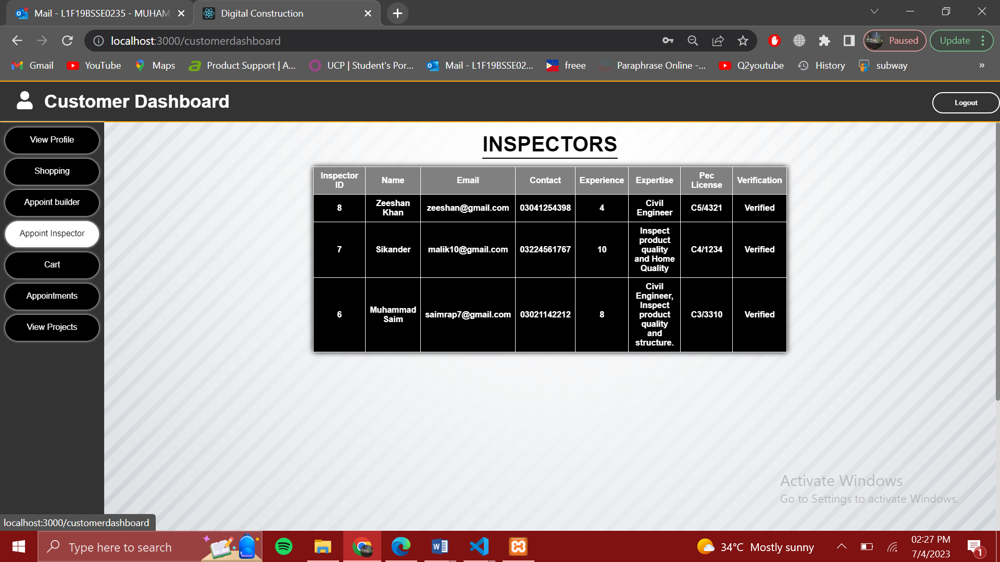 Mail - L1F19BSSE0235 - MUHAM
Digital Construction
localhost:3000/customerdashboard
Paused
Update
Gmail
YouTube
Maps
Product Support | A...
UCP | Student's Por...
Mail - L1F19BSSE02...
freee
Paraphrase Online -...
Q2youtube
History
subway
»
Customer Dashboard
Logout
View Profile
Shopping
Appoint builder
Appoint Inspector
Cart
Appointments
View Projects
INSPECTORS
Inspector ID Name Email Contact Experience Expertise Pec License Verification
8 Zeeshan Khan zeeshan@gmail.com 03041254398 4 Civil Engineer C5/4321 Verified
7 Sikander malik10@gmail.com 03224561767 10 Inspect product quality and Home Quality C4/1234 Verified
6 Muhammad Saim saimrap7@gmail.com 03021142212 8 Civil Engineer, Inspect product quality and structure. C3/3310 Verified
Activate Windows
Go to Settings to activate Windows.
localhost:3000/customerdashboard
Type here to search
34°C Mostly sunny
02:27 PM
7/4/2023
1